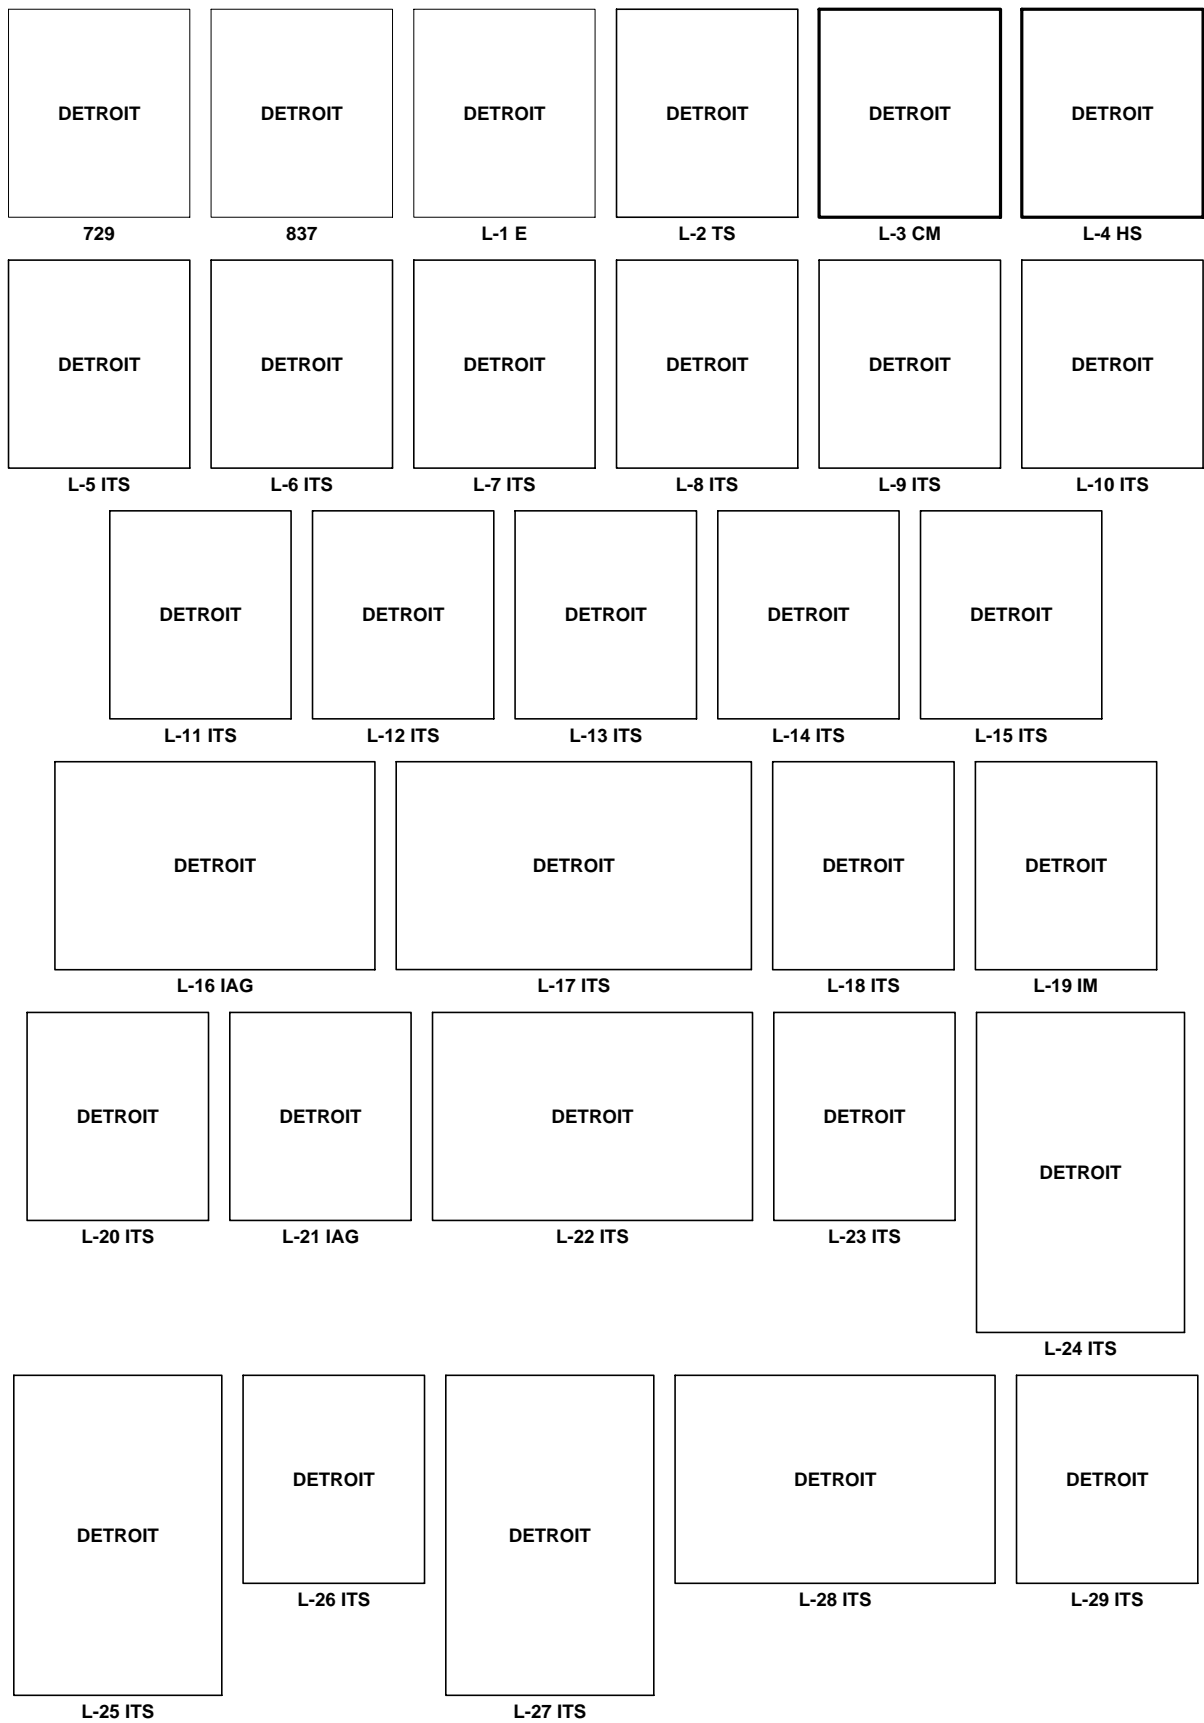 DETROIT DETROIT DETROIT DETROIT DETROIT DETROIT
729 837 L-1 E L-2 TS L-3 CM L-4 HS
DETROIT DETROIT DETROIT DETROIT DETROIT DETROIT
L-5 ITS L-6 ITS L-7 ITS L-8 ITS L-9 ITS L-10 ITS
DETROIT DETROIT DETROIT DETROIT DETROIT
L-11 ITS L-12 ITS L-13 ITS L-14 ITS L-15 ITS
DETROIT DETROIT DETROIT DETROIT
L-16 IAG L-17 ITS L-18 ITS L-19 IM
DETROIT DETROIT DETROIT DETROIT
DETROIT
L-20 ITS L-21 IAG L-22 ITS L-23 ITS
L-24 ITS
DETROIT DETROIT DETROIT
DETROIT DETROIT
L-26 ITS L-28 ITS L-29 ITS
L-25 ITS L-27 ITS